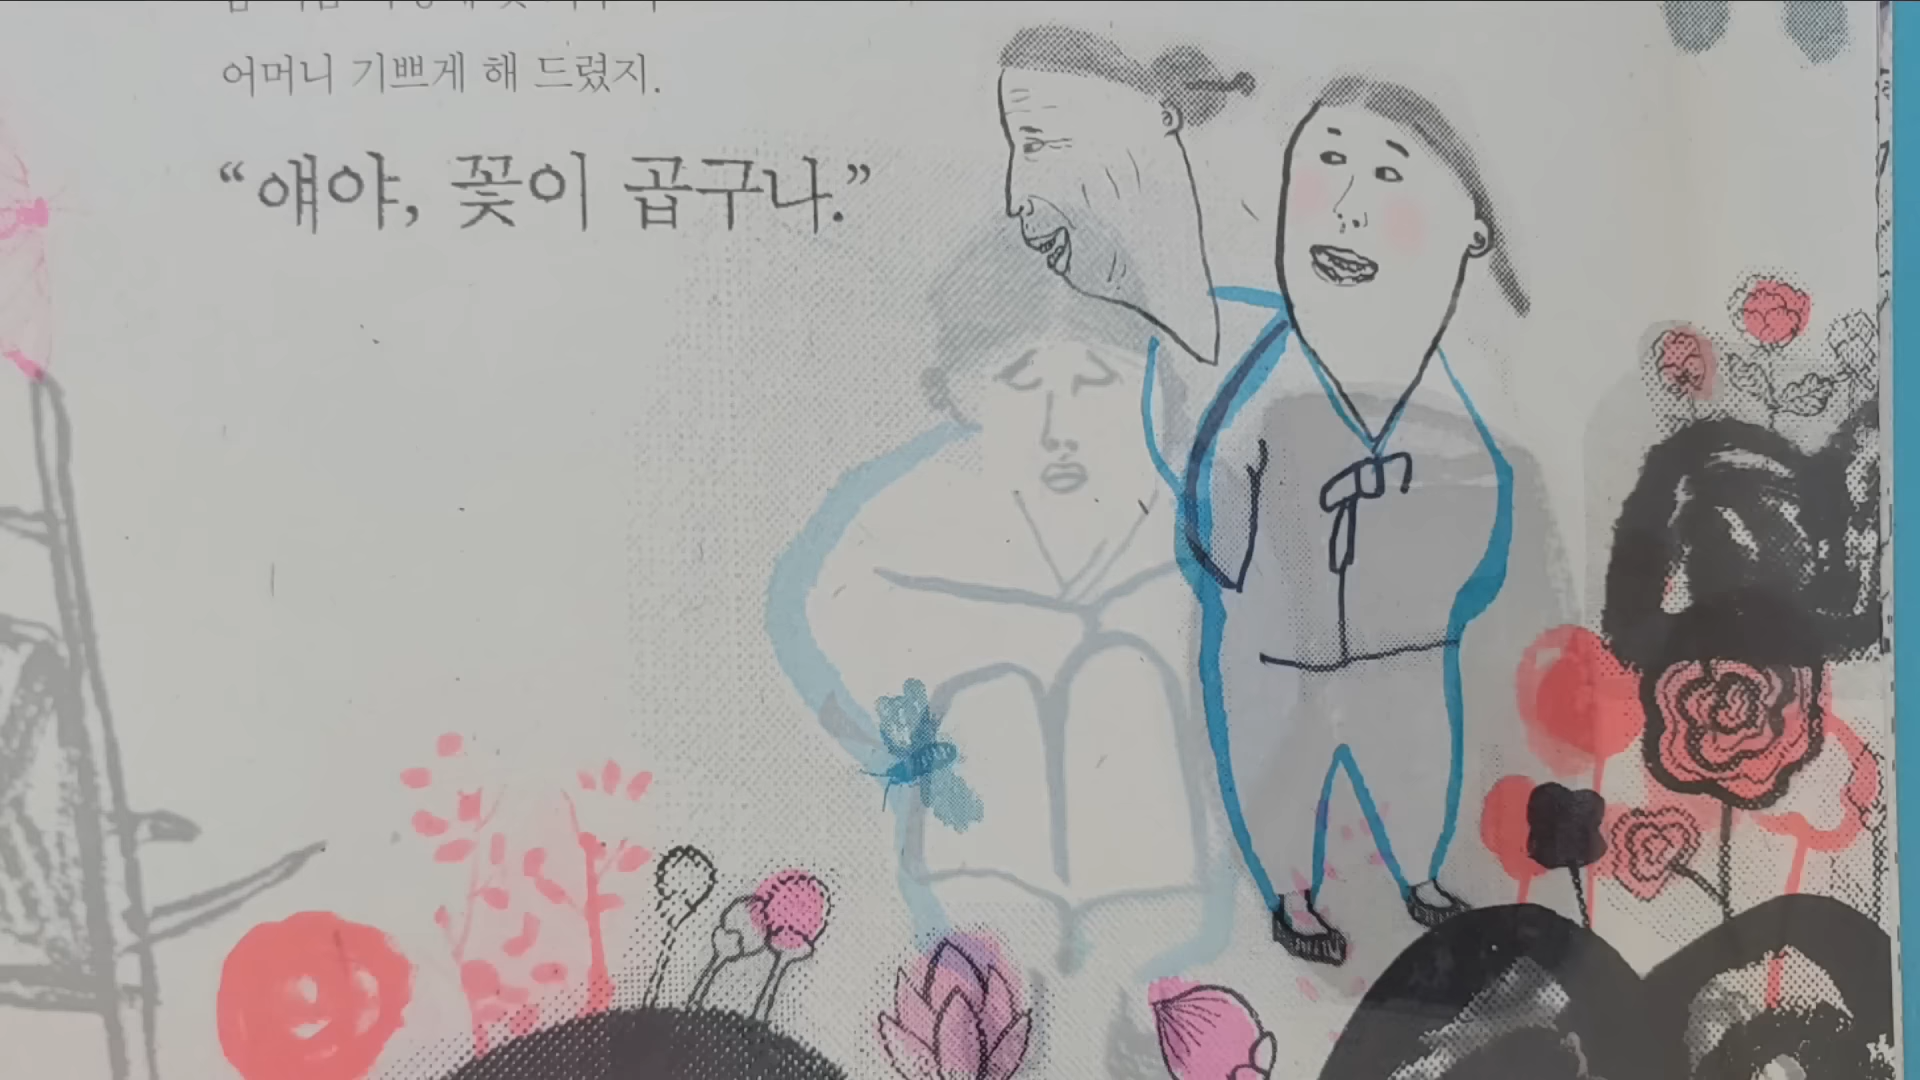 어머니 기쁘게 해 드렸지.
“얘야, 꽃이 곱구나.”